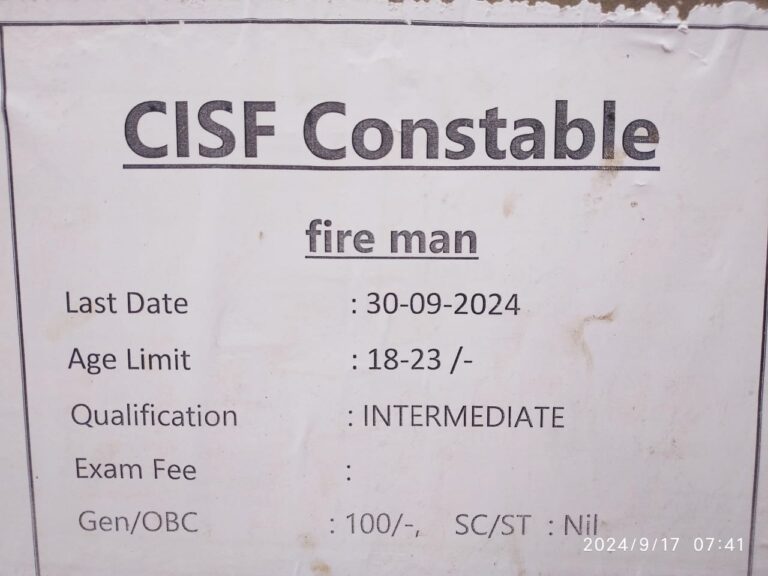 CISF Constable
fire man
Last Date : 30-09-2024
Age Limit : 18-23 /-
Qualification : INTERMEDIATE
Exam Fee :
Gen/OBC : 100/-, SC/ST : Nil
2024/9/17 07:41